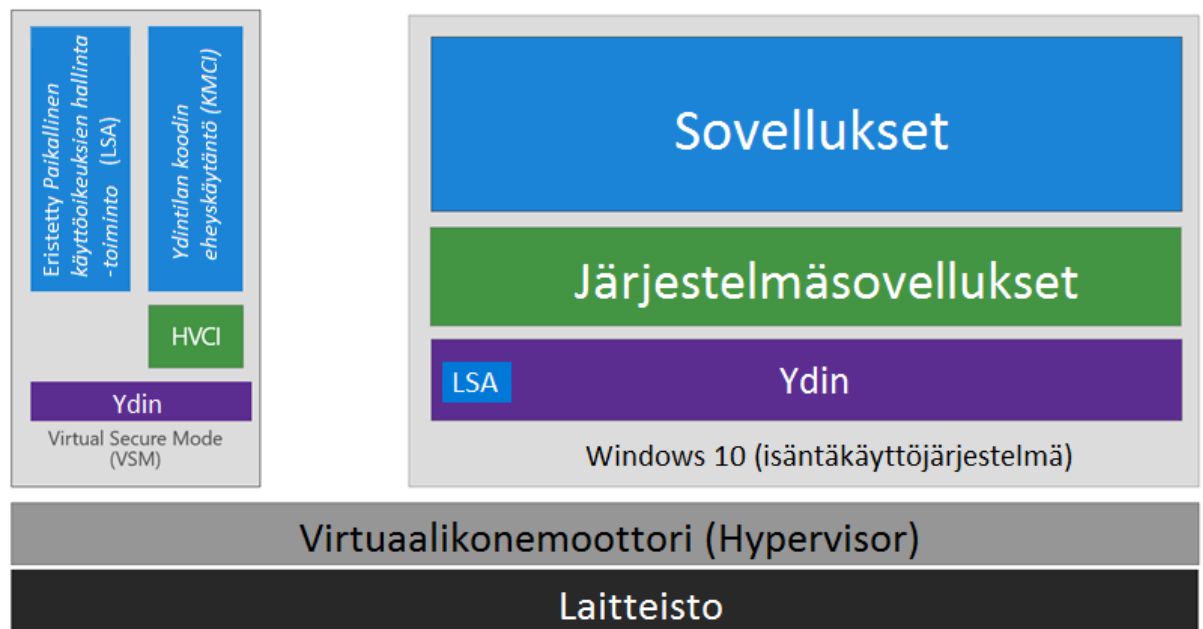 Eristetty Paikallinen
käyttöoikeuksien hallinta
-toiminto (LSA)
Ydintilan koodin
eheyskäytäntö (KMCI)
HVCI
Ydin
Virtual Secure Mode
(VSM)
Sovellukset
Järjestelmäsovellukset
LSA
Ydin
Windows 10 (isäntäkäyttöjärjestelmä)
Virtuaalikonemoottori (Hypervisor)
Laitteisto